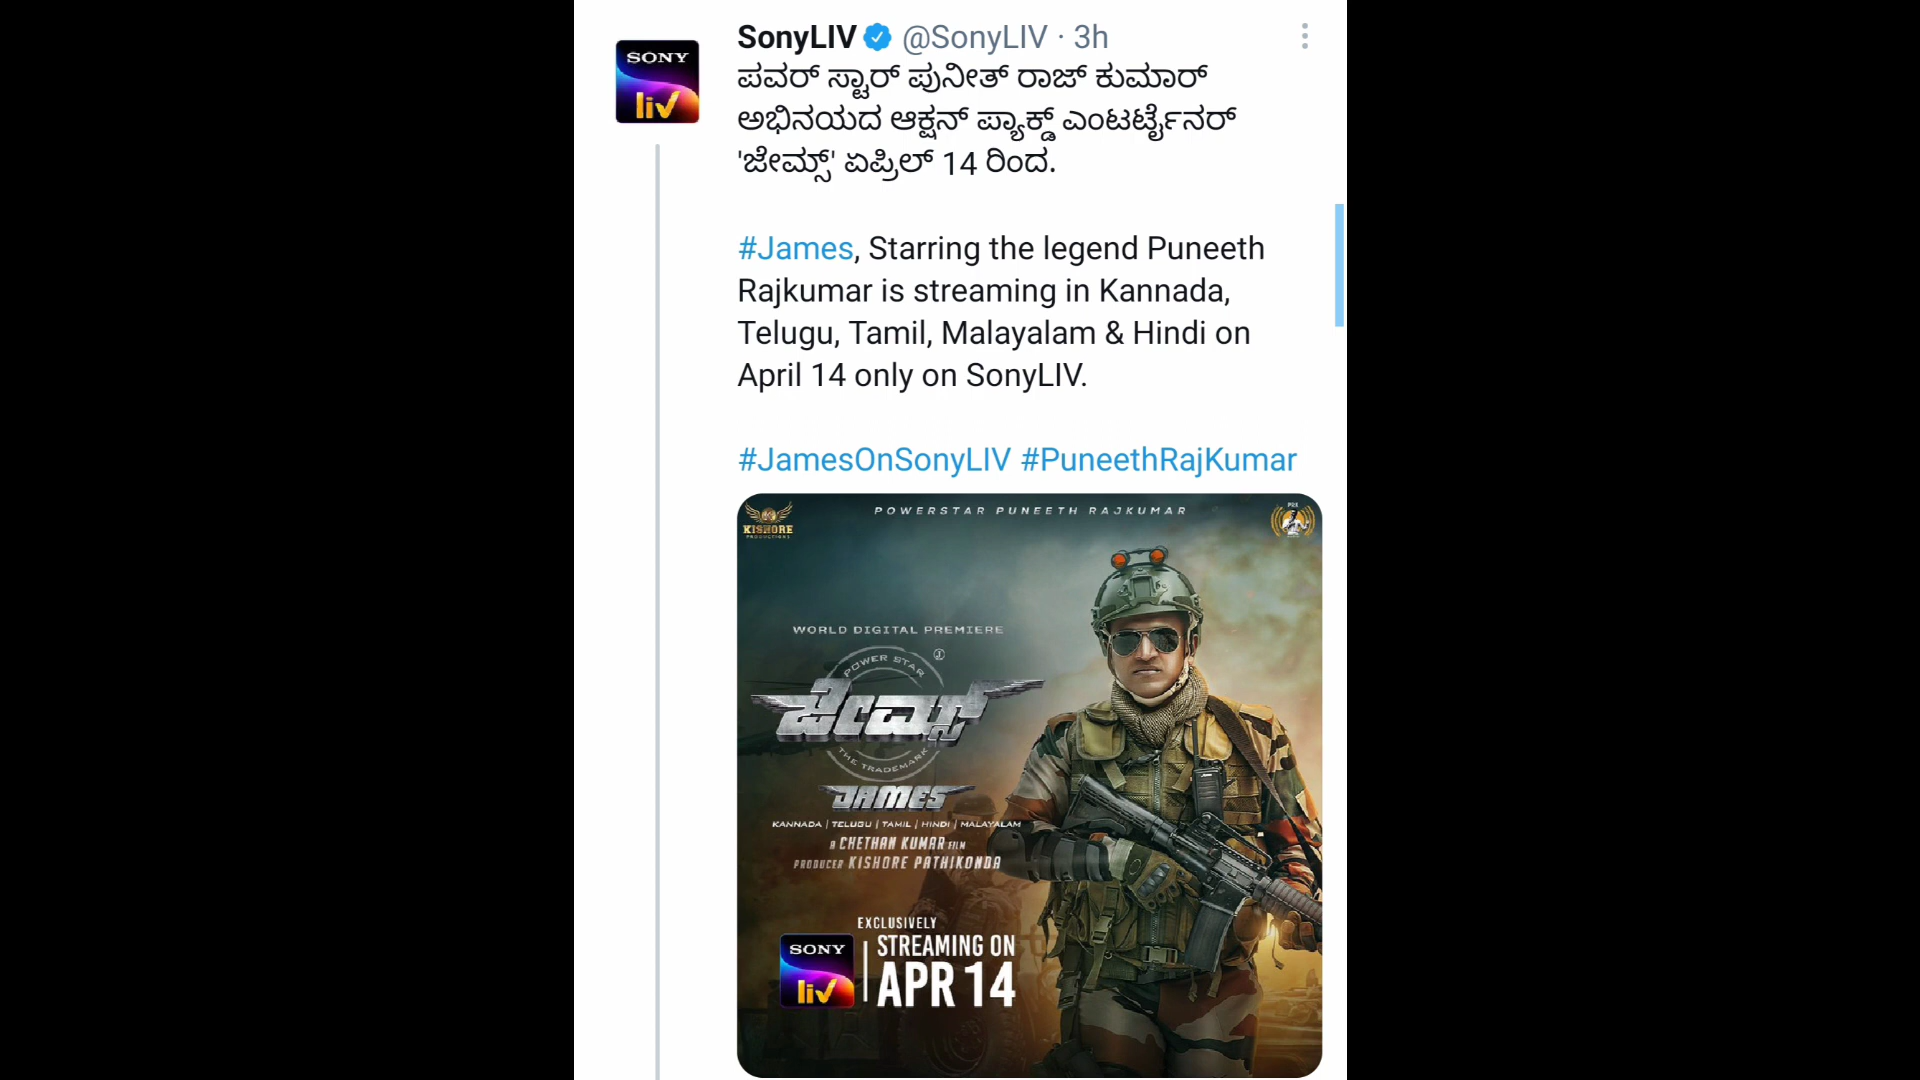 SonyLIV @SonyLIV · 3h
SONY
liv
ಪವರ್ ಸ್ಟಾರ್ ಪುನೀತ್ ರಾಜ್ ಕುಮಾರ್
ಅಭಿನಯದ ಆಕ್ಷನ್ ಪ್ಯಾಕ್ಡ್ ಎಂಟರ್ಟೈನರ್
'ಜೇಮ್ಸ್' ಏಪ್ರಿಲ್ 14 ರಿಂದ.
#James, Starring the legend Puneeth
Rajkumar is streaming in Kannada,
Telugu, Tamil, Malayalam & Hindi on
April 14 only on SonyLIV.
#JamesOnSonyLIV #PuneethRajKumar
POWERSTAR PUNEETH RAJKUMAR
KISHORE
PRODUCTIONS
PRK
WORLD DIGITAL PREMIERE
POWER STAR
ಜೇಮ್ಸ್
THE TRADEMARK
JAMES
KANNADA | TELUGU | TAMIL | HINDI | MALAYALAM
A CHETHAN KUMAR FILM
PRODUCER KISHORE PATHIKONDA
EXCLUSIVELY
SONY
liv
STREAMING ON
APR 14